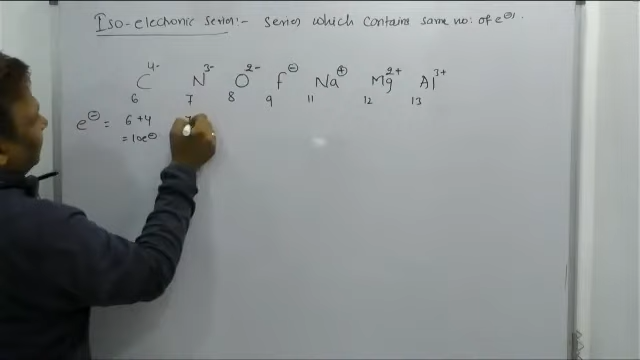 Iso-electronic series:- series which contains same no: of e⊖s.
C⁴⁻ N³⁻ O²⁻ f⊖ Na⊕ Mg²⁺ Al³⁺
6 7 8 9 11 12 13
e⊖ = 6+4 7
= 10e⊖